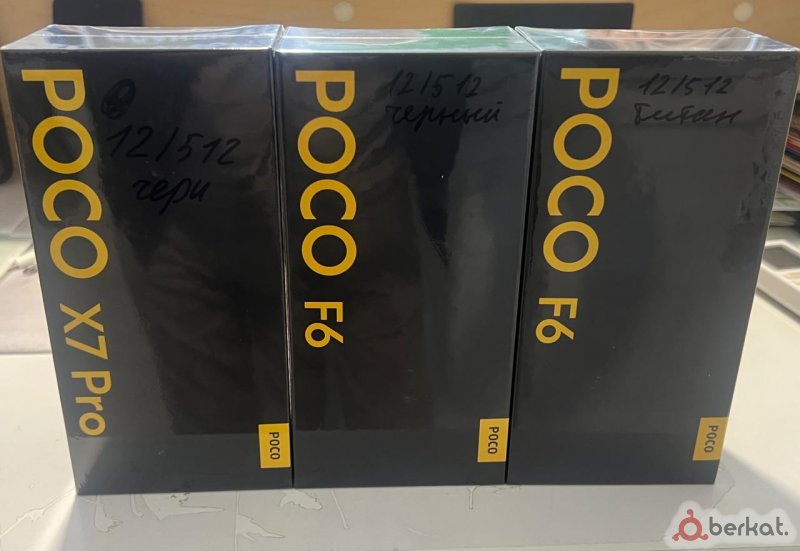 POCO X7 Pro
12/512
черн
POCO
POCO F6
12/512
черный
POCO
POCO F6
12/512
Титан
POCO
berkat.